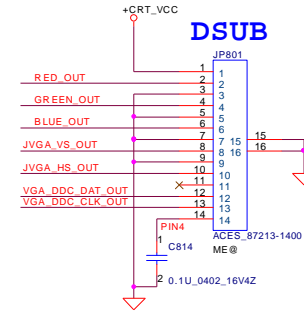 +CRT_VCC
DSUB
JP801
1 1
RED_OUT 2 2
3 3
GREEN_OUT 4 4
5 5
BLUE_OUT 6 6
7 7 15 15
JVGA_VS_OUT 8 8 16 16
9 9
JVGA_HS_OUT 10 10
11 11
VGA_DDC_DAT_OUT 12 12
VGA_DDC_CLK_OUT 13 13
14 14
PIN4
ACES_87213-1400
1
C814
ME@
2 0.1U_0402_16V4Z